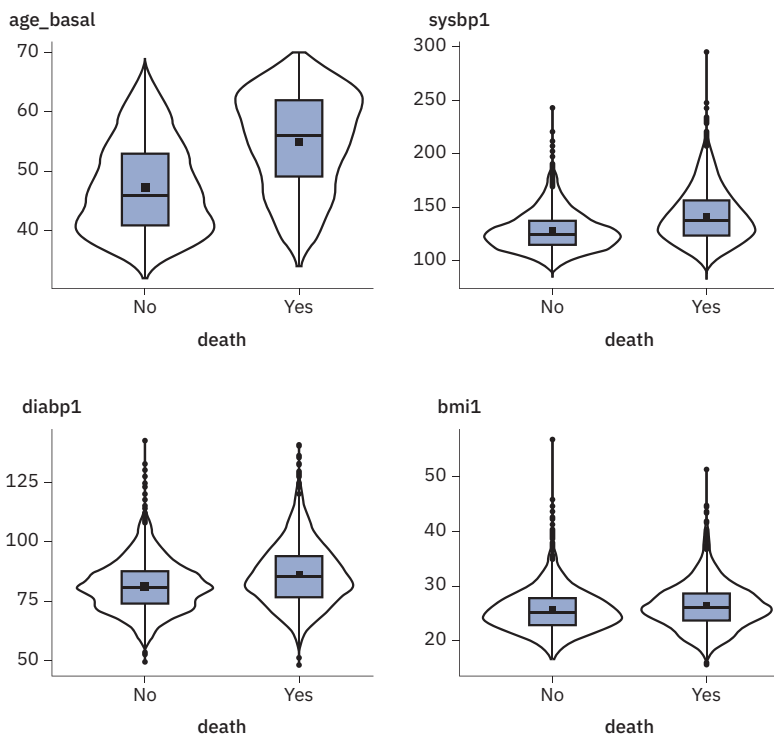 age_basal
70
60
50
40
No
Yes
death
sysbp1
300
250
200
150
100
No
Yes
death
diabp1
125
100
75
50
No
Yes
death
bmi1
50
40
30
20
No
Yes
death